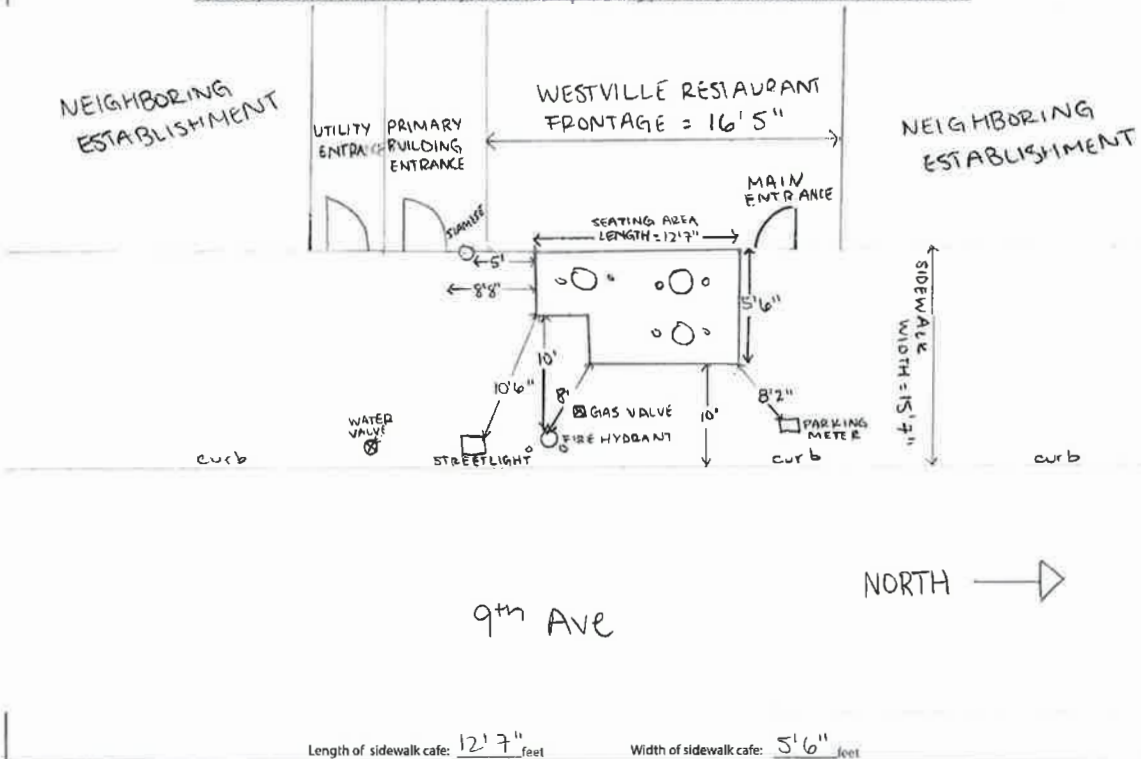 NEIGHBORING
ESTABLISHMENT
WESTVILLE RESTAURANT
FRONTAGE = 16'5"
NEIGHBORING
ESTABLISHMENT
UTILITY
ENTRANCE
PRIMARY
BUILDING
ENTRANCE
MAIN
ENTRANCE
SIAMESE
SEATING AREA
LENGTH = 12'7"
5'
8'8"
5'6"
SIDEWALK
WIDTH = 15'7"
10'6"
10'
8'
10'
8'2"
GAS VALVE
WATER
VALVE
FIRE HYDRANT
PARKING
METER
STREETLIGHT
curb
curb
curb
NORTH
9th Ave
Length of sidewalk cafe: 12'7" feet
Width of sidewalk cafe: 5'6" feet